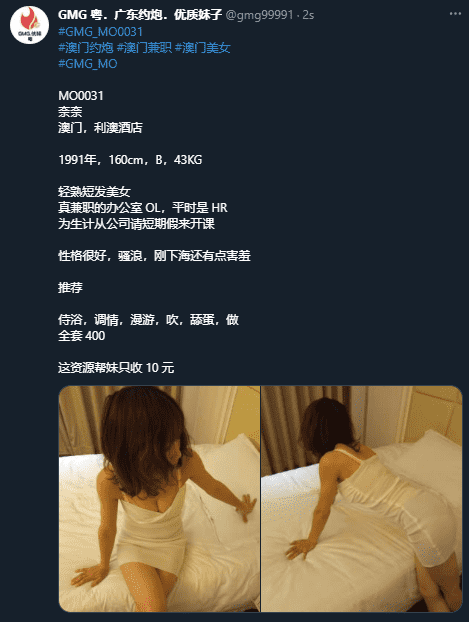 GMG 粤．广东约炮．优质妹子 @gmg99991 · 2s
GMG.优妹
粤
#GMG_MO0031
#澳门约炮 #澳门兼职 #澳门美女
#GMG_MO
MO0031
奈奈
澳门，利澳酒店
1991年，160cm，B，43KG
轻熟短发美女
真兼职的办公室 OL，平时是 HR
为生计从公司请短期假来开课
性格很好，骚浪，刚下海还有点害羞
推荐
侍浴，调情，漫游，吹，舔蛋，做
全套 400
这资源帮妹只收 10 元